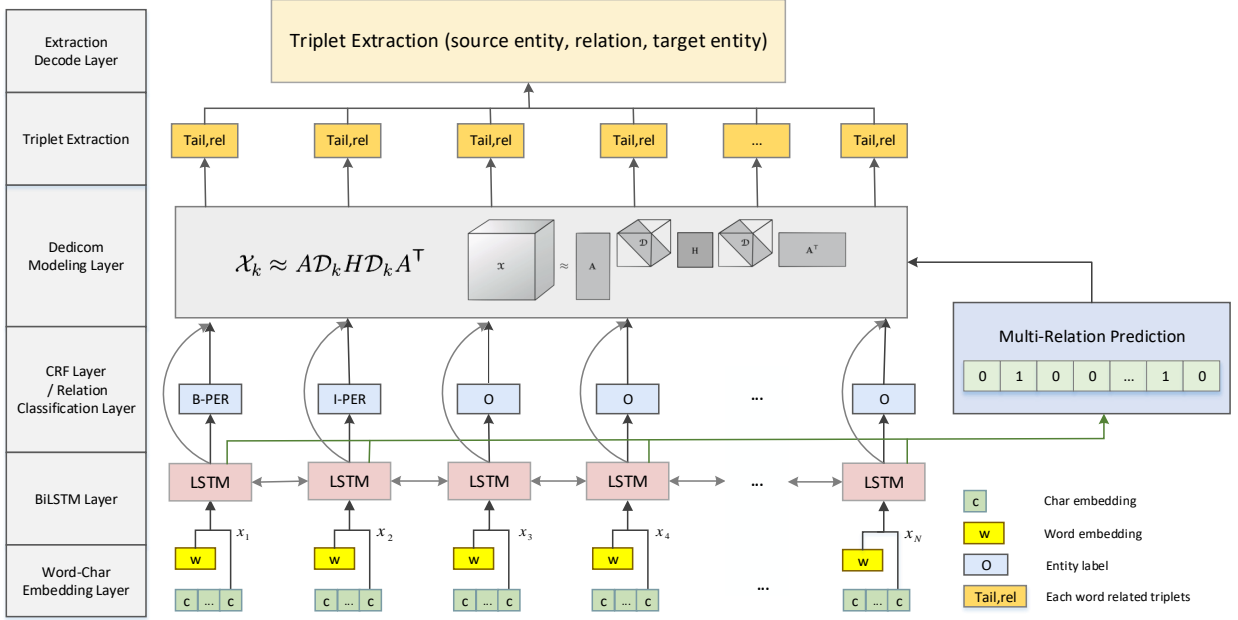 Extraction
Decode Layer
Triplet Extraction (source entity, relation, target entity)
Triplet Extraction
Tail,rel Tail,rel Tail,rel Tail,rel ... Tail,rel
Dedicom
Modeling Layer
𝒳k ≈ A𝒟kH𝒟kA⊤
𝒳 ≈ A 𝒟 H 𝒟 A⊤
Multi-Relation Prediction
0 1 0 0 ... 1 0
CRF Layer
/ Relation
Classification Layer
B-PER I-PER O O ... O
BiLSTM Layer
LSTM LSTM LSTM LSTM ... LSTM
x1 x2 x3 x4 xN
Word-Char
Embedding Layer
w w w w w
c ... c c ... c c ... c c ... c ... c ... c
c Char embedding
w Word embedding
O Entity label
Tail,rel Each word related triplets